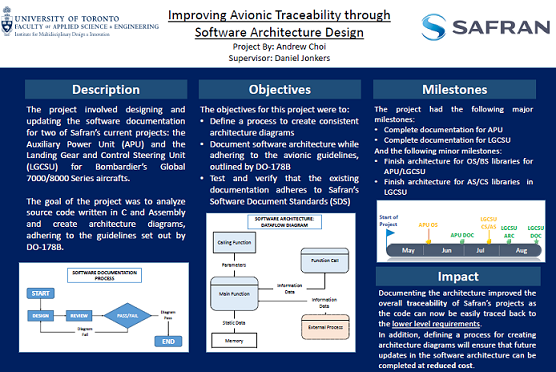 UNIVERSITY OF TORONTO
FACULTY OF APPLIED SCIENCE & ENGINEERING
Institute for Multidisciplinary Design & Innovation
Improving Avionic Traceability through
Software Architecture Design
Project By: Andrew Choi
Supervisor: Daniel Jonkers
SAFRAN
Description
The project involved designing and
updating the software documentation
for two of Safran's current projects: the
Auxiliary Power Unit (APU) and the
Landing Gear and Control Steering Unit
(LGCSU) for Bombardier's Global
7000/8000 Series aircrafts.
The goal of the project was to analyze
source code written in C and Assembly
and create architecture diagrams,
adhering to the guidelines set out by
DO-178B.
SOFTWARE DOCUMENTATION
PROCESS
START
DESIGN
REVIEW
PASS/FAIL
Diagram
Pass
Diagram
Fail
END
Objectives
The objectives for this project were to:
• Define a process to create consistent
architecture diagrams
• Document software architecture while
adhering to the avionic guidelines,
outlined by DO-178B
• Test and verify that the existing
documentation adheres to Safran's
Software Document Standards (SDS)
SOFTWARE ARCHITECTURE:
DATAFLOW DIAGRAM
Calling Function
Parameters
Function Call
Information
Data
Main Function
Information
Data
Static Data
External Process
Memory
Milestones
The project had the following major
milestones:
• Complete documentation for APU
• Complete documentation for LGCSU
And the following minor milestones:
• Finish architecture for OS/BS libraries for
APU/LGCSU
• Finish architecture for AS/CS libraries in
LGCSU
Start of
Project
APU OS
APU DOC
LGCSU
OS/BS
LGCSU
ARC
LGCSU
DOC
May
June
Jul
Aug
Impact
Documenting the architecture improved the
overall traceability of Safran's projects as
the code can now be easily traced back to
the lower level requirements.
In addition, defining a process for creating
architecture diagrams will ensure that future
updates in the software architecture can be
completed at reduced cost.